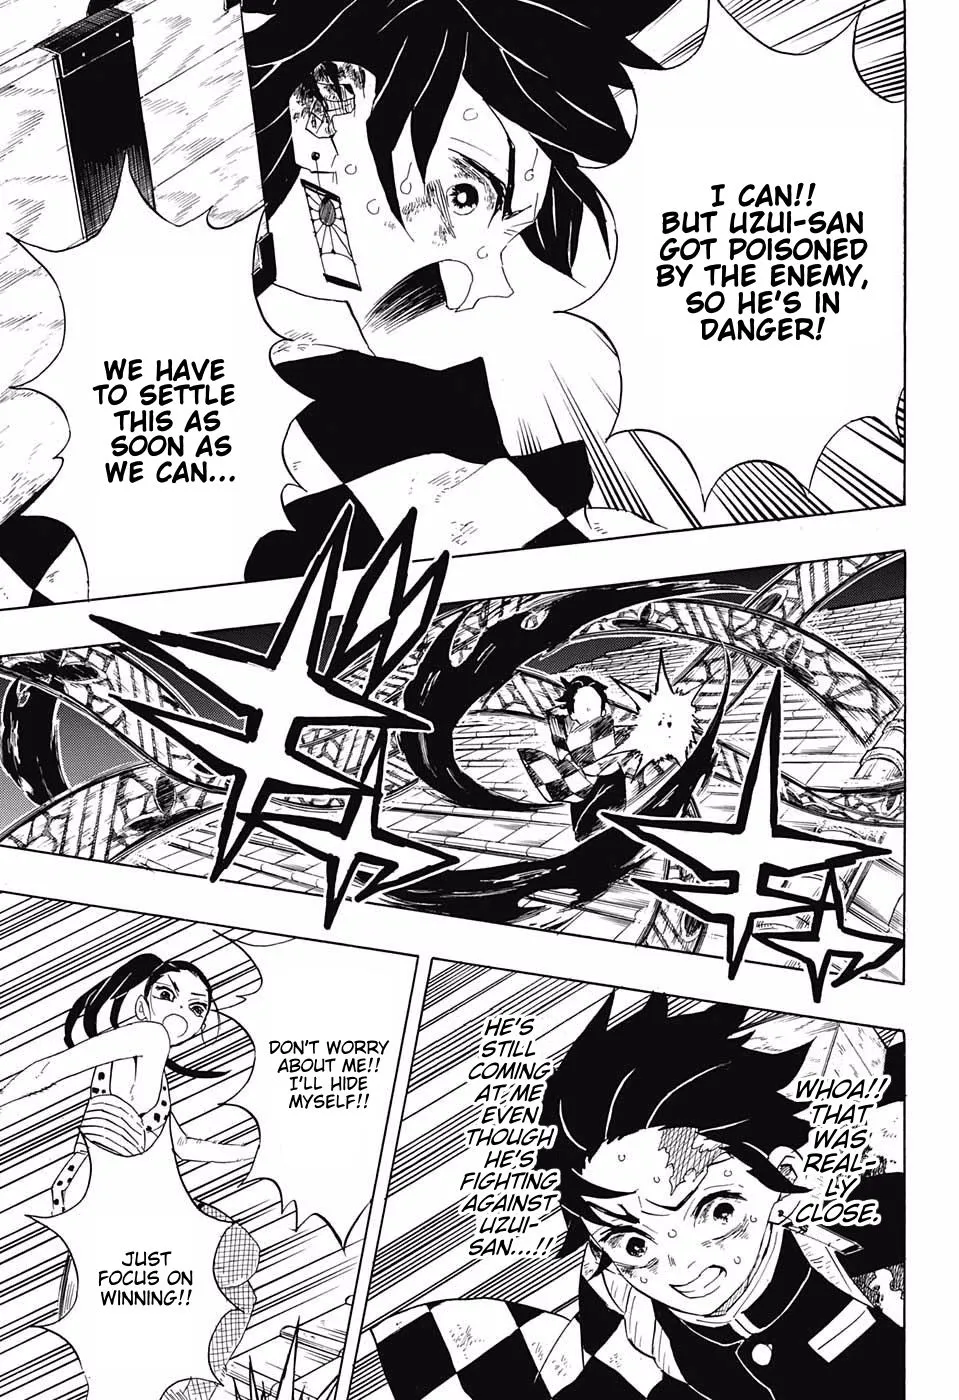 I CAN!!
BUT UZUI-SAN
GOT POISONED
BY THE ENEMY,
SO HE'S IN
DANGER!
WE HAVE
TO SETTLE
THIS AS
SOON AS
WE CAN...
WHOA!!
THAT
WAS
REAL-
LY
CLOSE.
HE'S
STILL
COMING
AT ME
EVEN
THOUGH
HE'S
FIGHTING
AGAINST
UZUI-
SAN...!!
DON'T WORRY
ABOUT ME!!
I'LL HIDE
MYSELF!!
JUST
FOCUS ON
WINNING!!